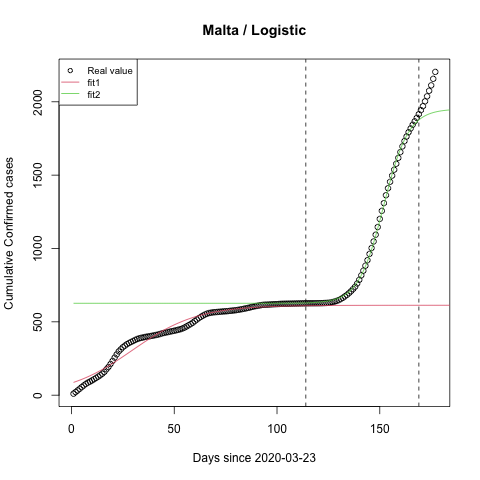 Malta / Logistic
Real value
fit1
fit2
Cumulative Confirmed cases
2000
1500
1000
500
0
0 50 100 150
Days since 2020-03-23